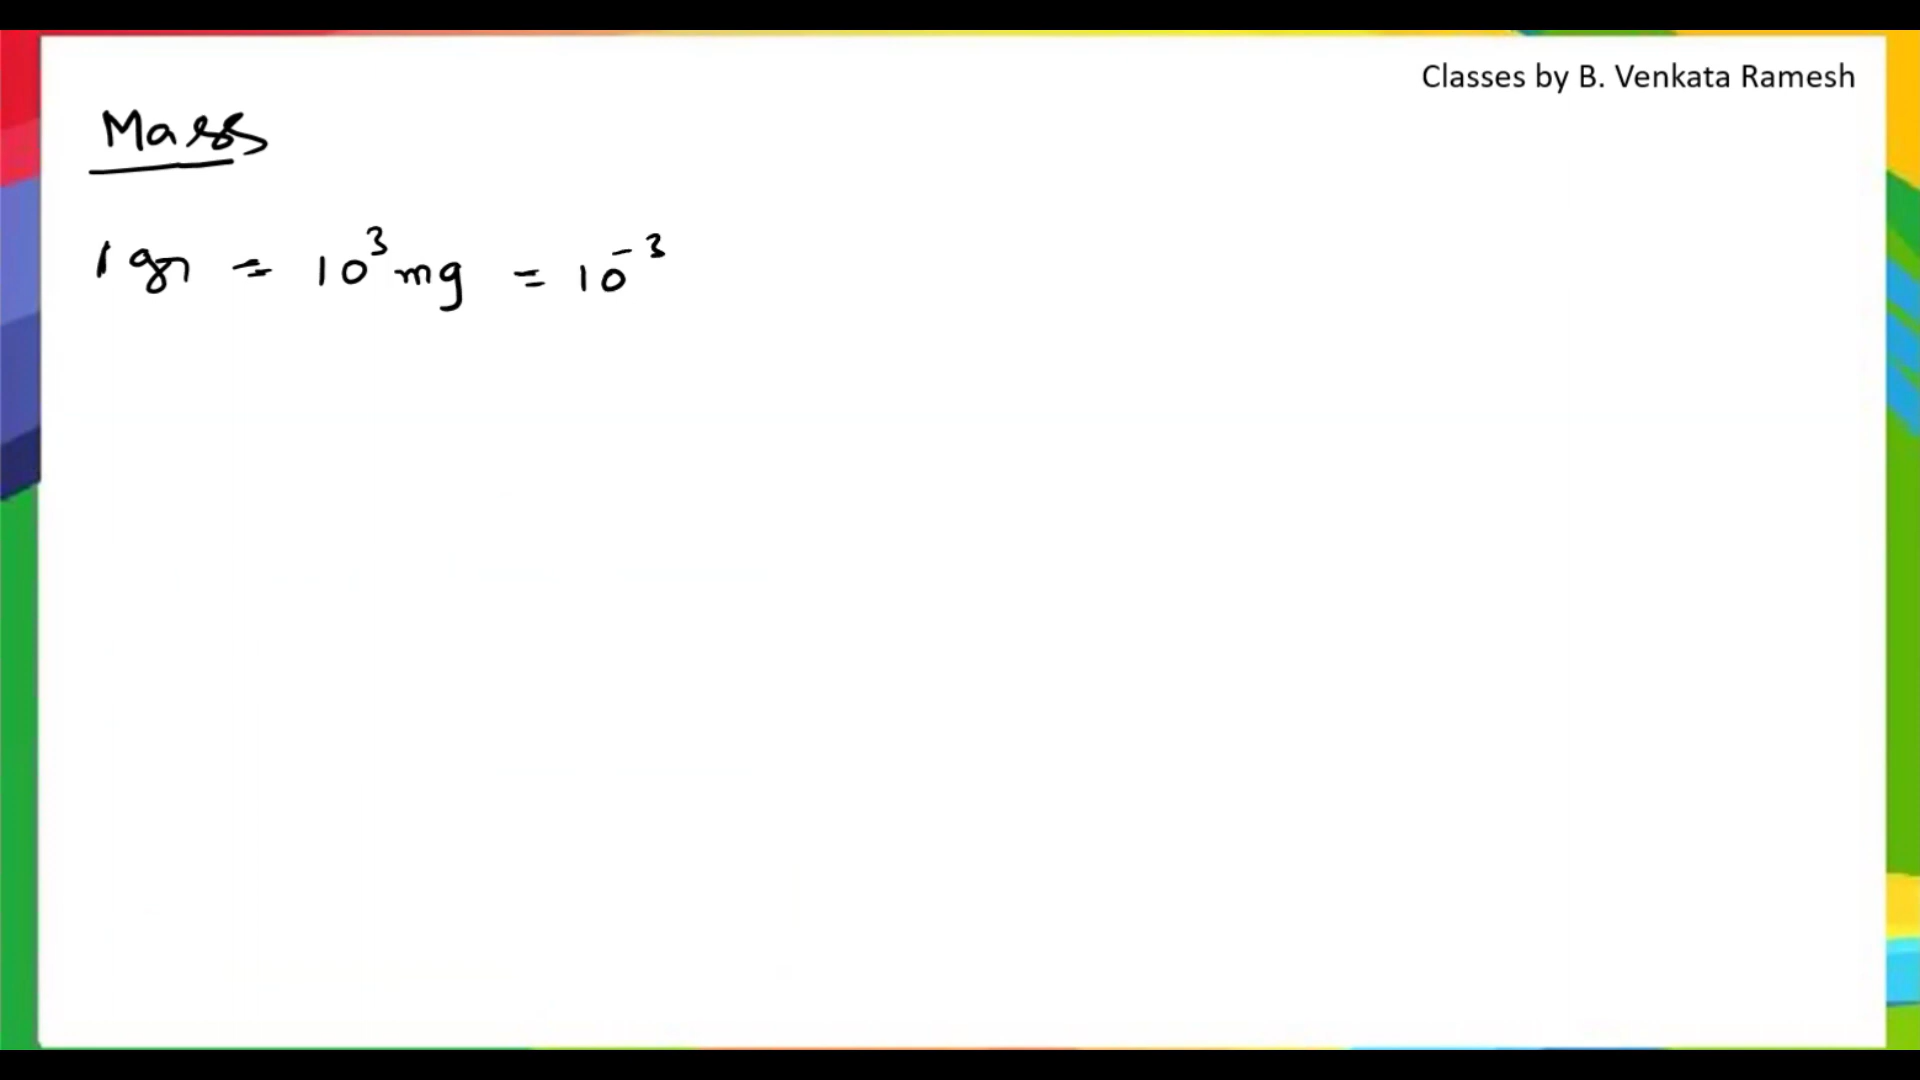 Classes by B. Venkata Ramesh
Mass
1 gr = 10³ mg = 10⁻³